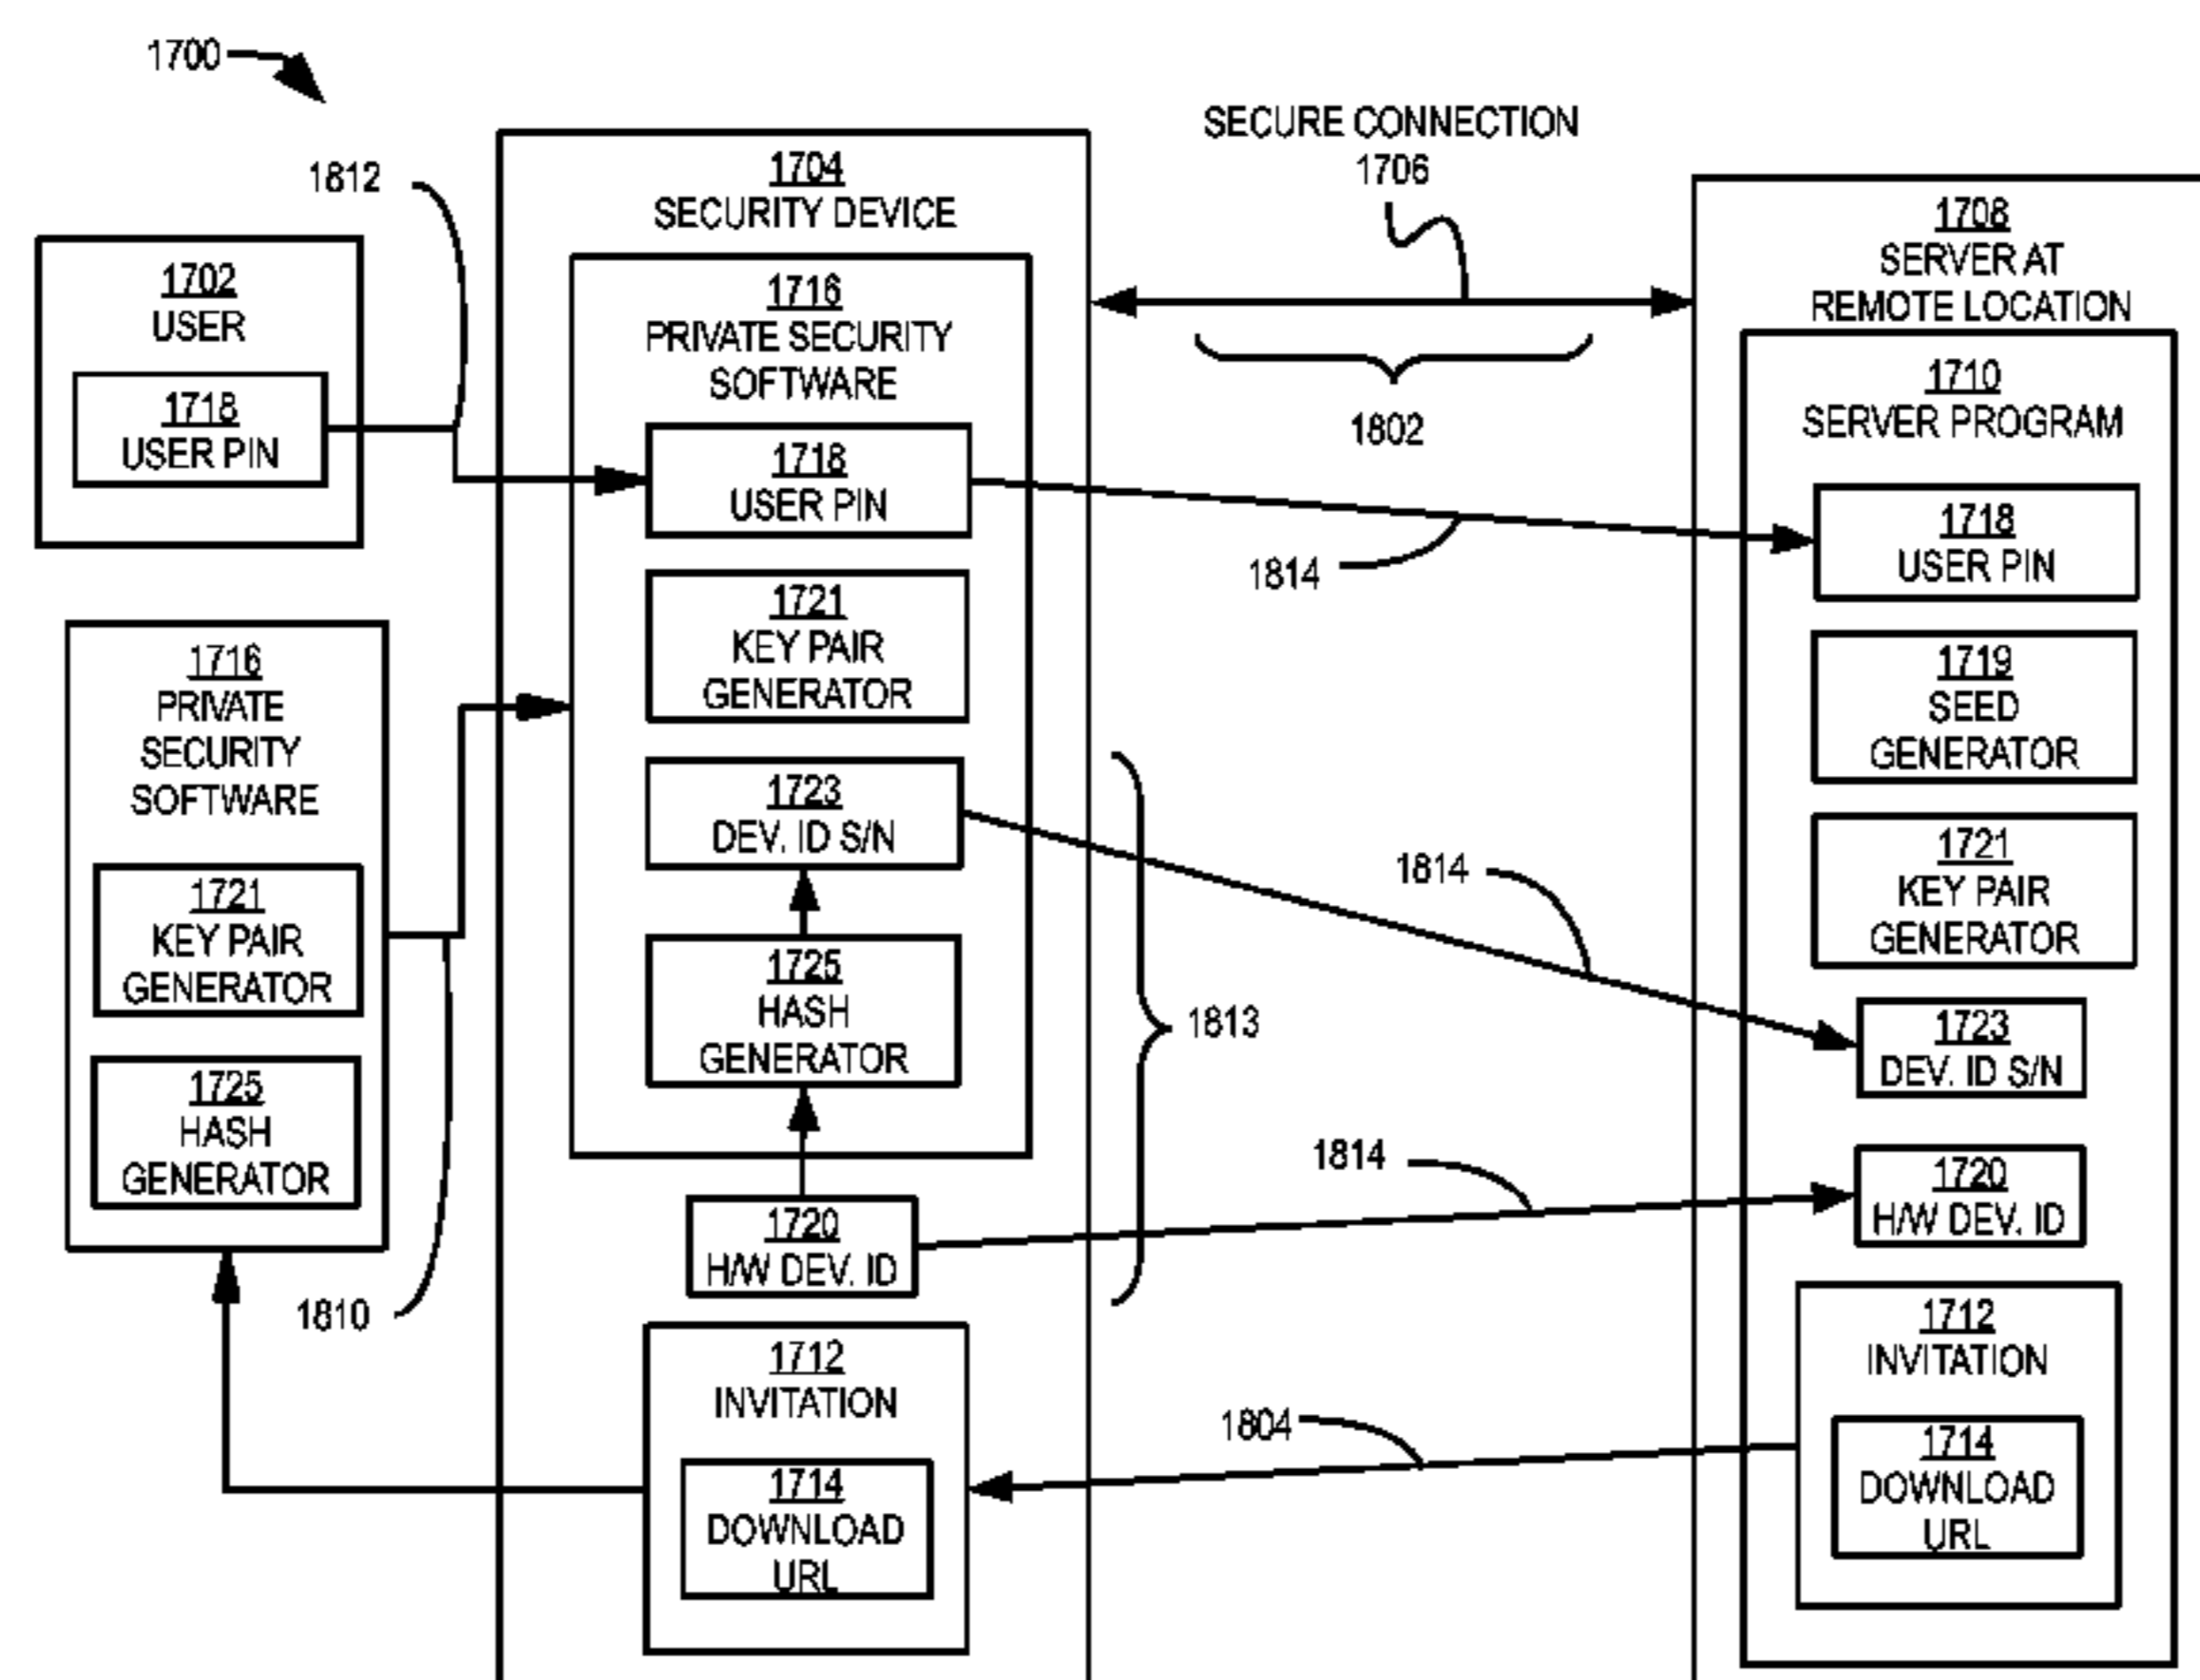 1700
1812
1702
USER
1718
USER PIN
1716
PRIVATE
SECURITY
SOFTWARE
1721
KEY PAIR
GENERATOR
1725
HASH
GENERATOR
1810
1704
SECURITY DEVICE
1716
PRIVATE SECURITY
SOFTWARE
1718
USER PIN
1721
KEY PAIR
GENERATOR
1723
DEV. ID S/N
1725
HASH
GENERATOR
1720
H/W DEV. ID
1712
INVITATION
1714
DOWNLOAD
URL
SECURE CONNECTION
1706
1802
1814
1814
1813
1814
1804
1708
SERVER AT
REMOTE LOCATION
1710
SERVER PROGRAM
1718
USER PIN
1719
SEED
GENERATOR
1721
KEY PAIR
GENERATOR
1723
DEV. ID S/N
1720
H/W DEV. ID
1712
INVITATION
1714
DOWNLOAD
URL